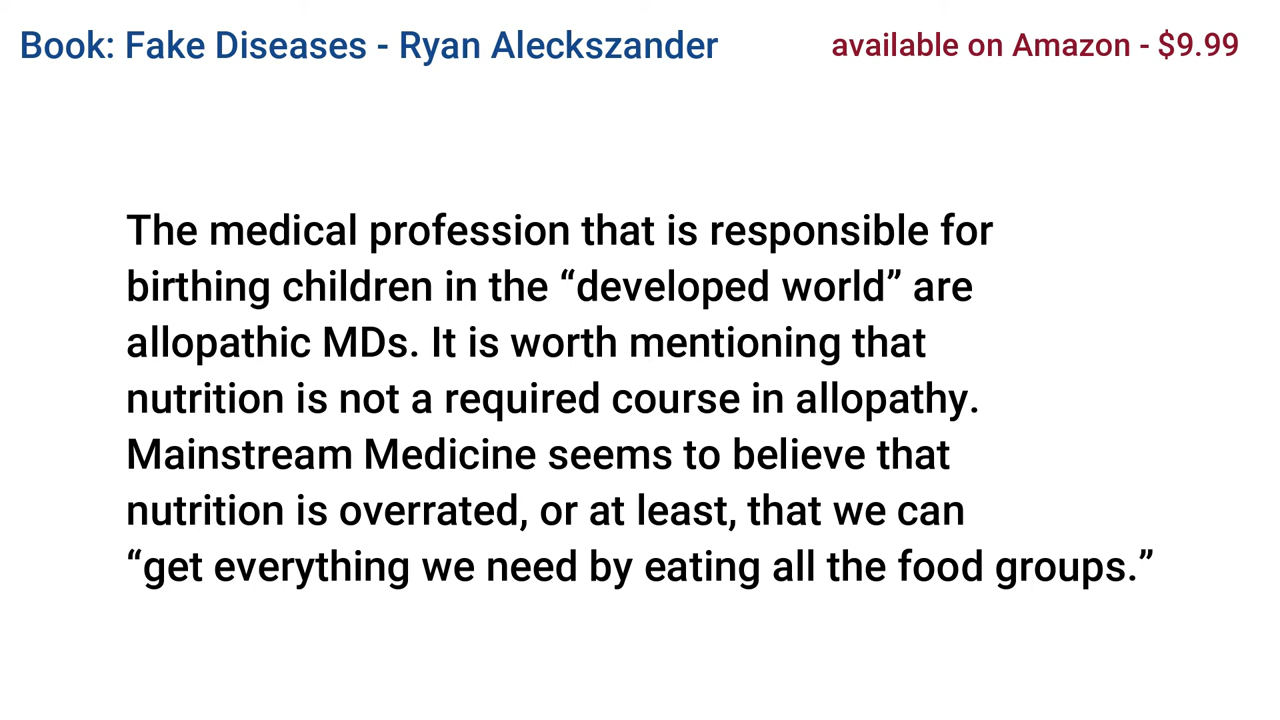 Book: Fake Diseases - Ryan Aleckszander
available on Amazon - $9.99
The medical profession that is responsible for
birthing children in the “developed world” are
allopathic MDs. It is worth mentioning that
nutrition is not a required course in allopathy.
Mainstream Medicine seems to believe that
nutrition is overrated, or at least, that we can
“get everything we need by eating all the food groups.”